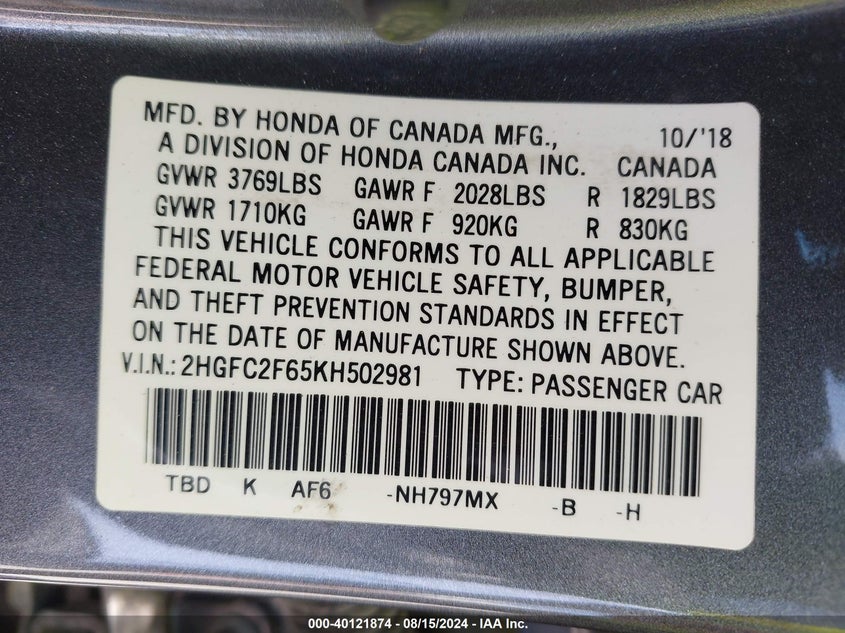 MFD. BY HONDA OF CANADA MFG., 10/'18
A DIVISION OF HONDA CANADA INC. CANADA
GVWR 3769LBS GAWR F 2028LBS R 1829LBS
GVWR 1710KG GAWR F 920KG R 830KG
THIS VEHICLE CONFORMS TO ALL APPLICABLE
FEDERAL MOTOR VEHICLE SAFETY, BUMPER,
AND THEFT PREVENTION STANDARDS IN EFFECT
ON THE DATE OF MANUFACTURE SHOWN ABOVE.
V.I.N.: 2HGFC2F65KH502981 TYPE: PASSENGER CAR
TBD K AF6 -NH797MX -B -H
000-40121874 - 08/15/2024 - IAA Inc.